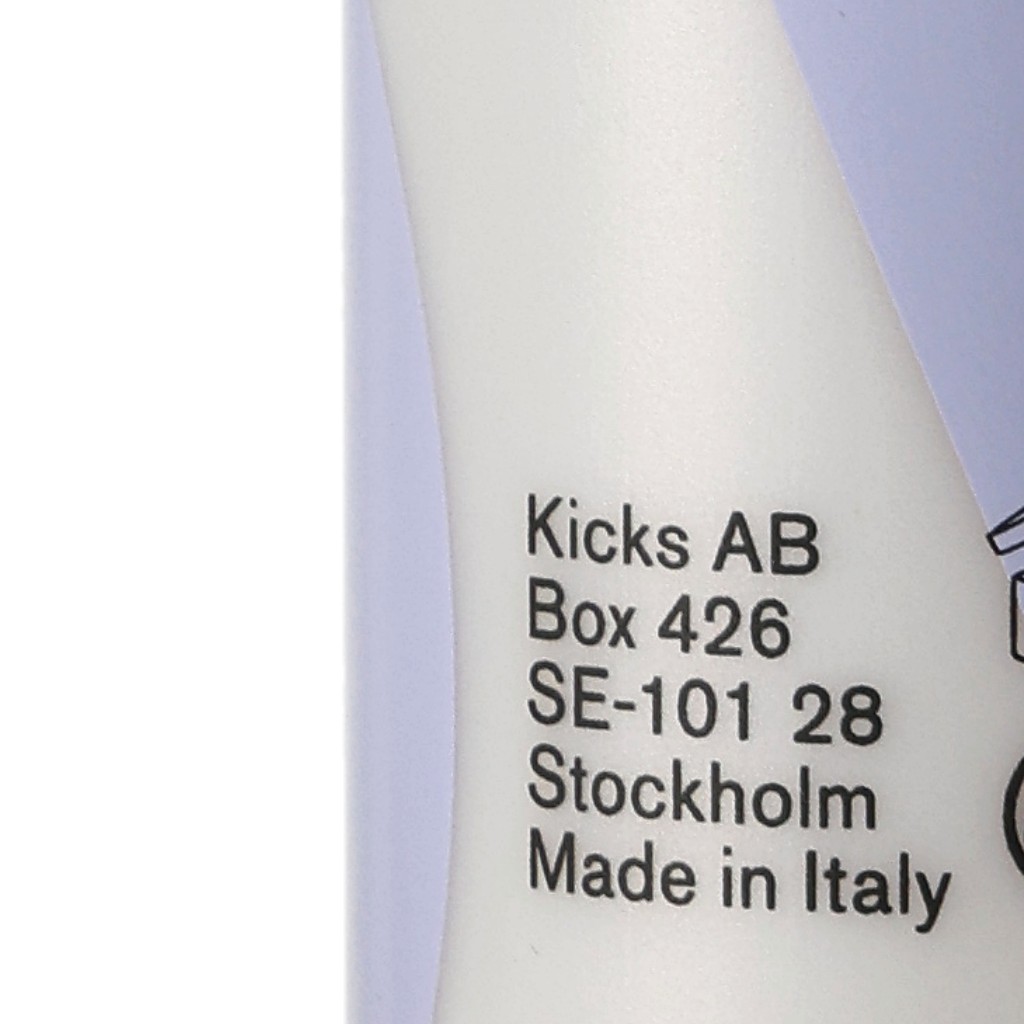 Kicks AB
Box 426
SE-101 28
Stockholm
Made in Italy